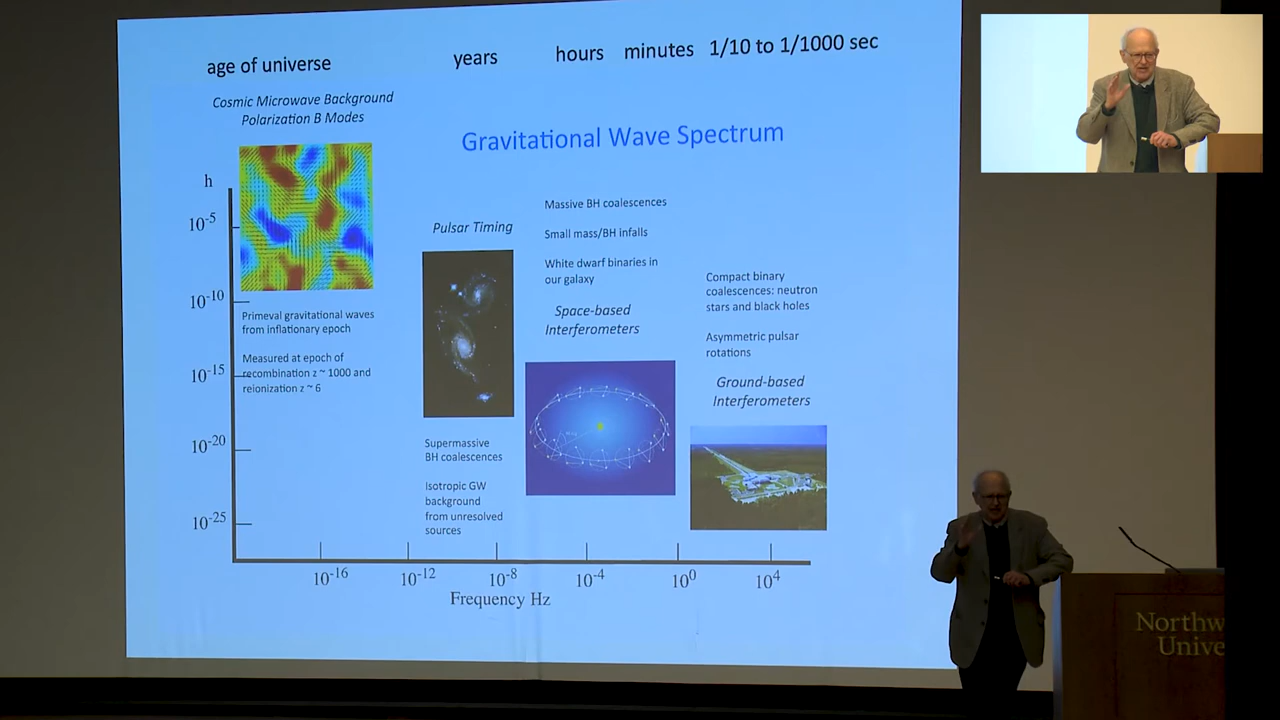 age of universe years hours minutes 1/10 to 1/1000 sec
Cosmic Microwave Background
Polarization B Modes
Gravitational Wave Spectrum
h
10⁻⁵
10⁻¹⁰
10⁻¹⁵
10⁻²⁰
10⁻²⁵
Primeval gravitational waves
from inflationary epoch
Measured at epoch of
recombination z ~ 1000 and
reionization z ~ 6
Pulsar Timing
Supermassive
BH coalescences
Isotropic GW
background
from unresolved
sources
Massive BH coalescences
Small mass/BH infalls
White dwarf binaries in
our galaxy
Space-based
Interferometers
Compact binary
coalescences: neutron
stars and black holes
Asymmetric pulsar
rotations
Ground-based
Interferometers
10⁻¹⁶ 10⁻¹² 10⁻⁸ 10⁻⁴ 10⁰ 10⁴
Frequency Hz
Northw
Unive